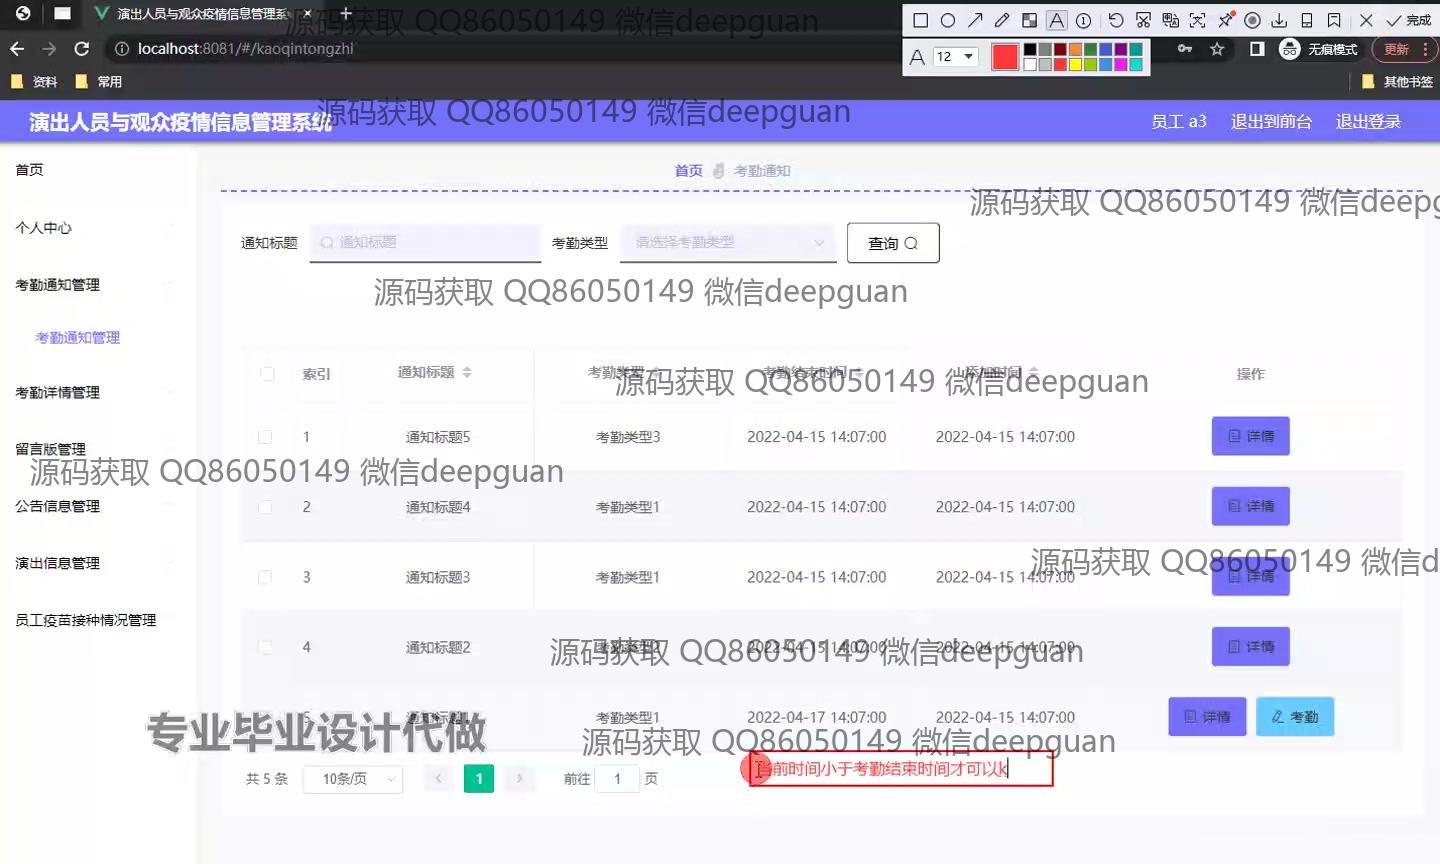 演出人员与观众疫情信息管理系
源码获取 QQ86050149 微信deepguan
12
完成
localhost:8081/#/kaoqintongzhi
无痕模式
更新
资料
常用
其他书签
演出人员与观众疫情信息管理系统
源码获取 QQ86050149 微信deepguan
员工 a3
退出到前台
退出登录
首页
首页
考勤通知
源码获取 QQ86050149 微信deepg
个人中心
通知标题
通知标题
考勤类型
请选择考勤类型
查询
考勤通知管理
源码获取 QQ86050149 微信deepguan
考勤通知管理
索引
通知标题
考勤类型
考勤结束时间
添加时间
操作
源码获取 QQ86050149 微信deepguan
考勤详情管理
1 通知标题5 考勤类型3 2022-04-15 14:07:00 2022-04-15 14:07:00 详情
留言版管理
源码获取 QQ86050149 微信deepguan
公告信息管理
2 通知标题4 考勤类型1 2022-04-15 14:07:00 2022-04-15 14:07:00 详情
演出信息管理
源码获取 QQ86050149 微信d
3 通知标题3 考勤类型1 2022-04-15 14:07:00 2022-04-15 14:07:00 详情
员工疫苗接种情况管理
4 通知标题2 2022-04-15 14:07:00 2022-04-15 14:07:00 详情
源码获取 QQ86050149 微信deepguan
5 通知标题1 考勤类型1 2022-04-17 14:07:00 2022-04-15 14:07:00 详情 考勤
专业毕业设计代做
源码获取 QQ86050149 微信deepguan
共 5 条
10条/页
1
前往 1 页
当前时间小于考勤结束时间才可以k